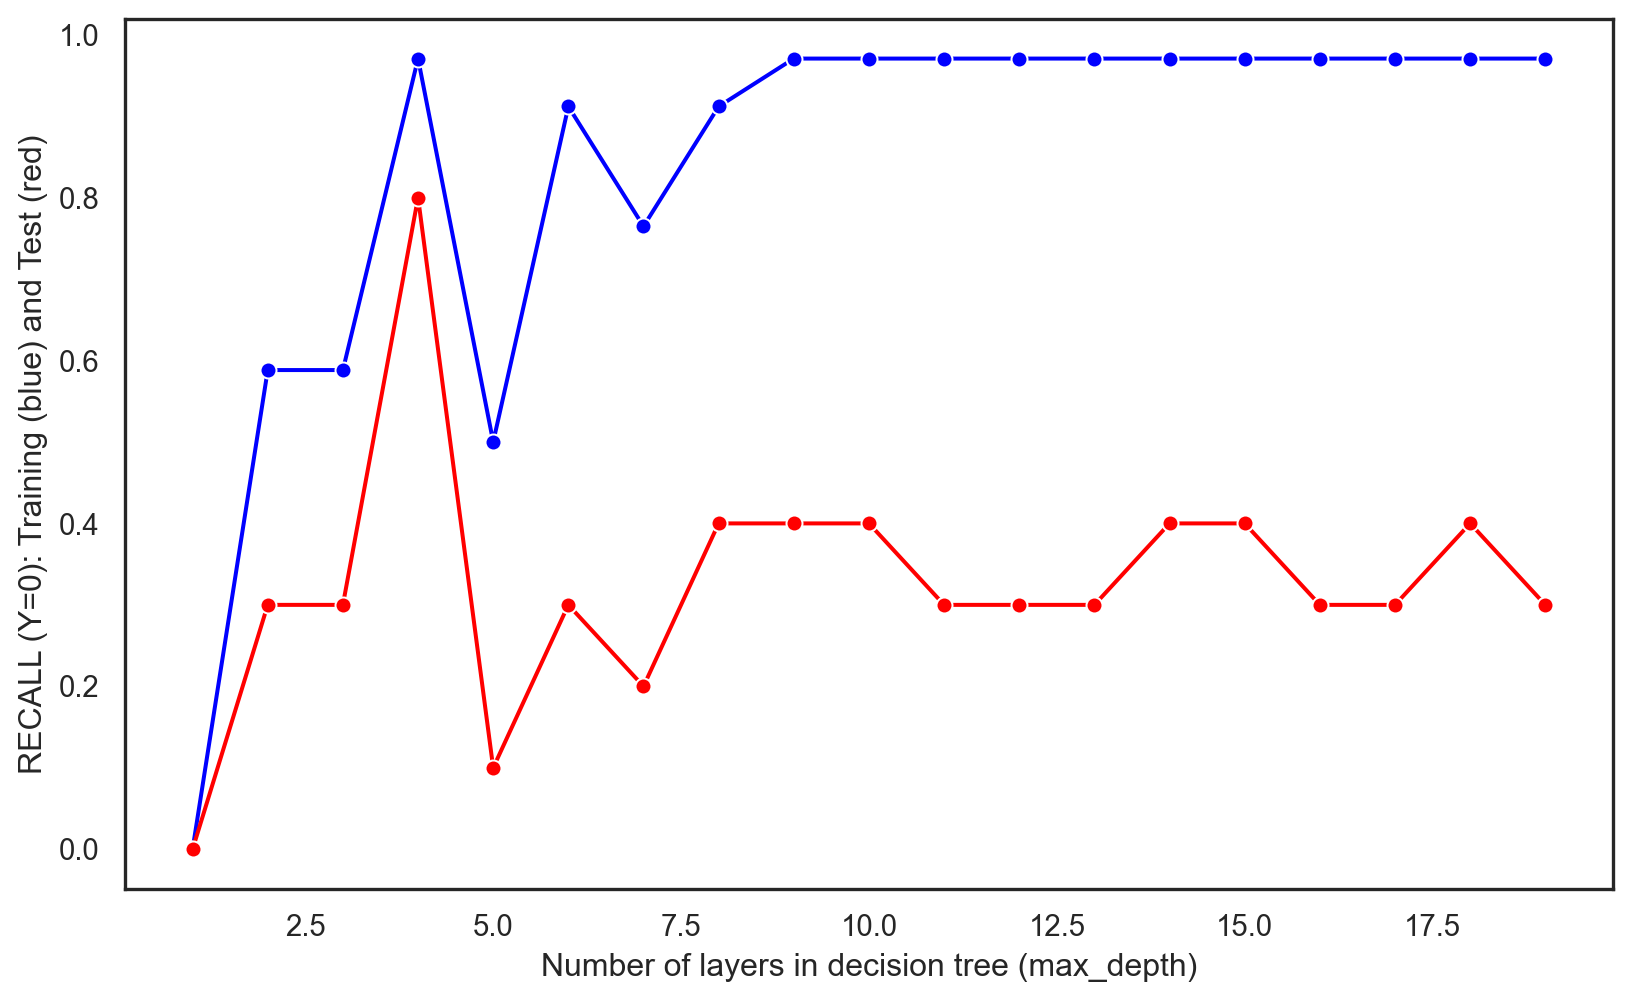 RECALL (Y=0): Training (blue) and Test (red)
1.0
0.8
0.6
0.4
0.2
0.0
2.5 5.0 7.5 10.0 12.5 15.0 17.5
Number of layers in decision tree (max_depth)